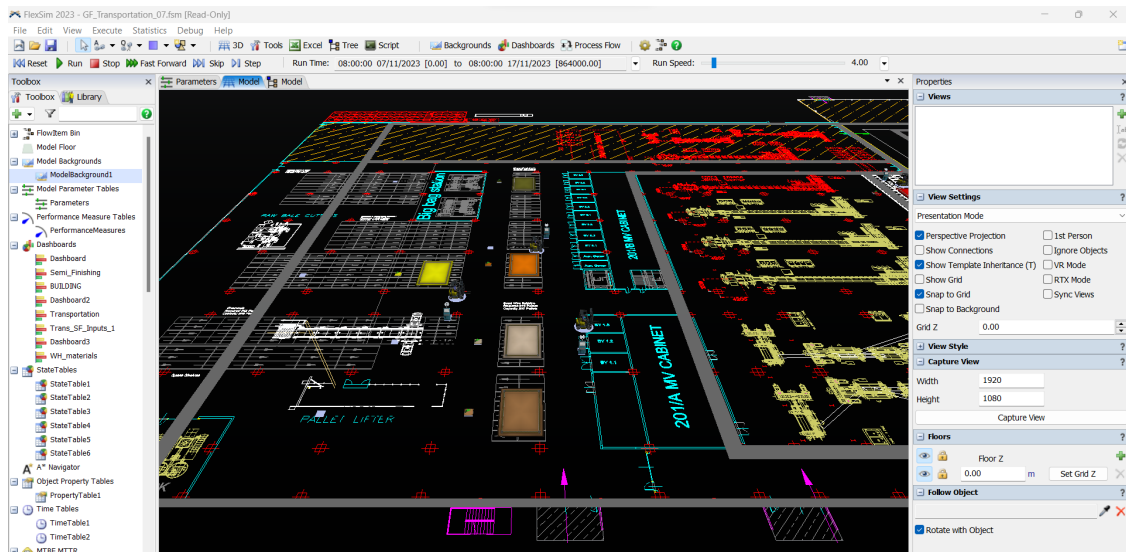 FlexSim 2023 - GF_Transportation_07.fsm [Read-Only]
File Edit View Execute Statistics Debug Help
3D Tools Excel Tree Script Backgrounds Dashboards Process Flow
Reset Run Stop Fast Forward Skip Step Run Time: 08:00:00 07/11/2023 [0.00] to 08:00:00 17/11/2023 [864000.00] Run Speed: 4.00
Toolbox
Parameters Model Model
Properties
Toolbox Library
Views
FlowItem Bin
Model Floor
Model Backgrounds
ModelBackground1
Model Parameter Tables
Parameters
Performance Measure Tables
PerformanceMeasures
Dashboards
Dashboard
Semi_Finishing
BUILDING
Dashboard2
Transportation
Trans_SF_Inputs_1
Dashboard3
WH_materials
StateTables
StateTable1
StateTable2
StateTable3
StateTable4
StateTable5
StateTable6
A* Navigator
Object Property Tables
PropertyTable1
Time Tables
TimeTable1
TimeTable2
MTBF MTTR
Big bag station
RAW BALE CUTTING
201/B MV CABINET
201/A MV CABINET
PALLET LIFTER
View Settings
Presentation Mode
Perspective Projection 1st Person
Show Connections Ignore Objects
Show Template Inheritance (T) VR Mode
Show Grid RTX Mode
Snap to Grid Sync Views
Snap to Background
Grid Z 0.00
View Style
Capture View
Width 1920
Height 1080
Capture View
Floors
Floor Z
0.00 m Set Grid Z
Follow Object
Rotate with Object